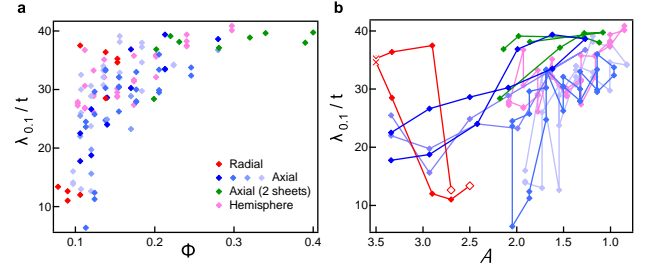 a
λ0.1 / t
40
30
20
10
Radial
Axial
Axial (2 sheets)
Hemisphere
0.1 0.2 0.3 0.4
Φ
b
λ0.1 / t
40
30
20
10
3.5 3.0 2.5 2.0 1.5 1.0
A